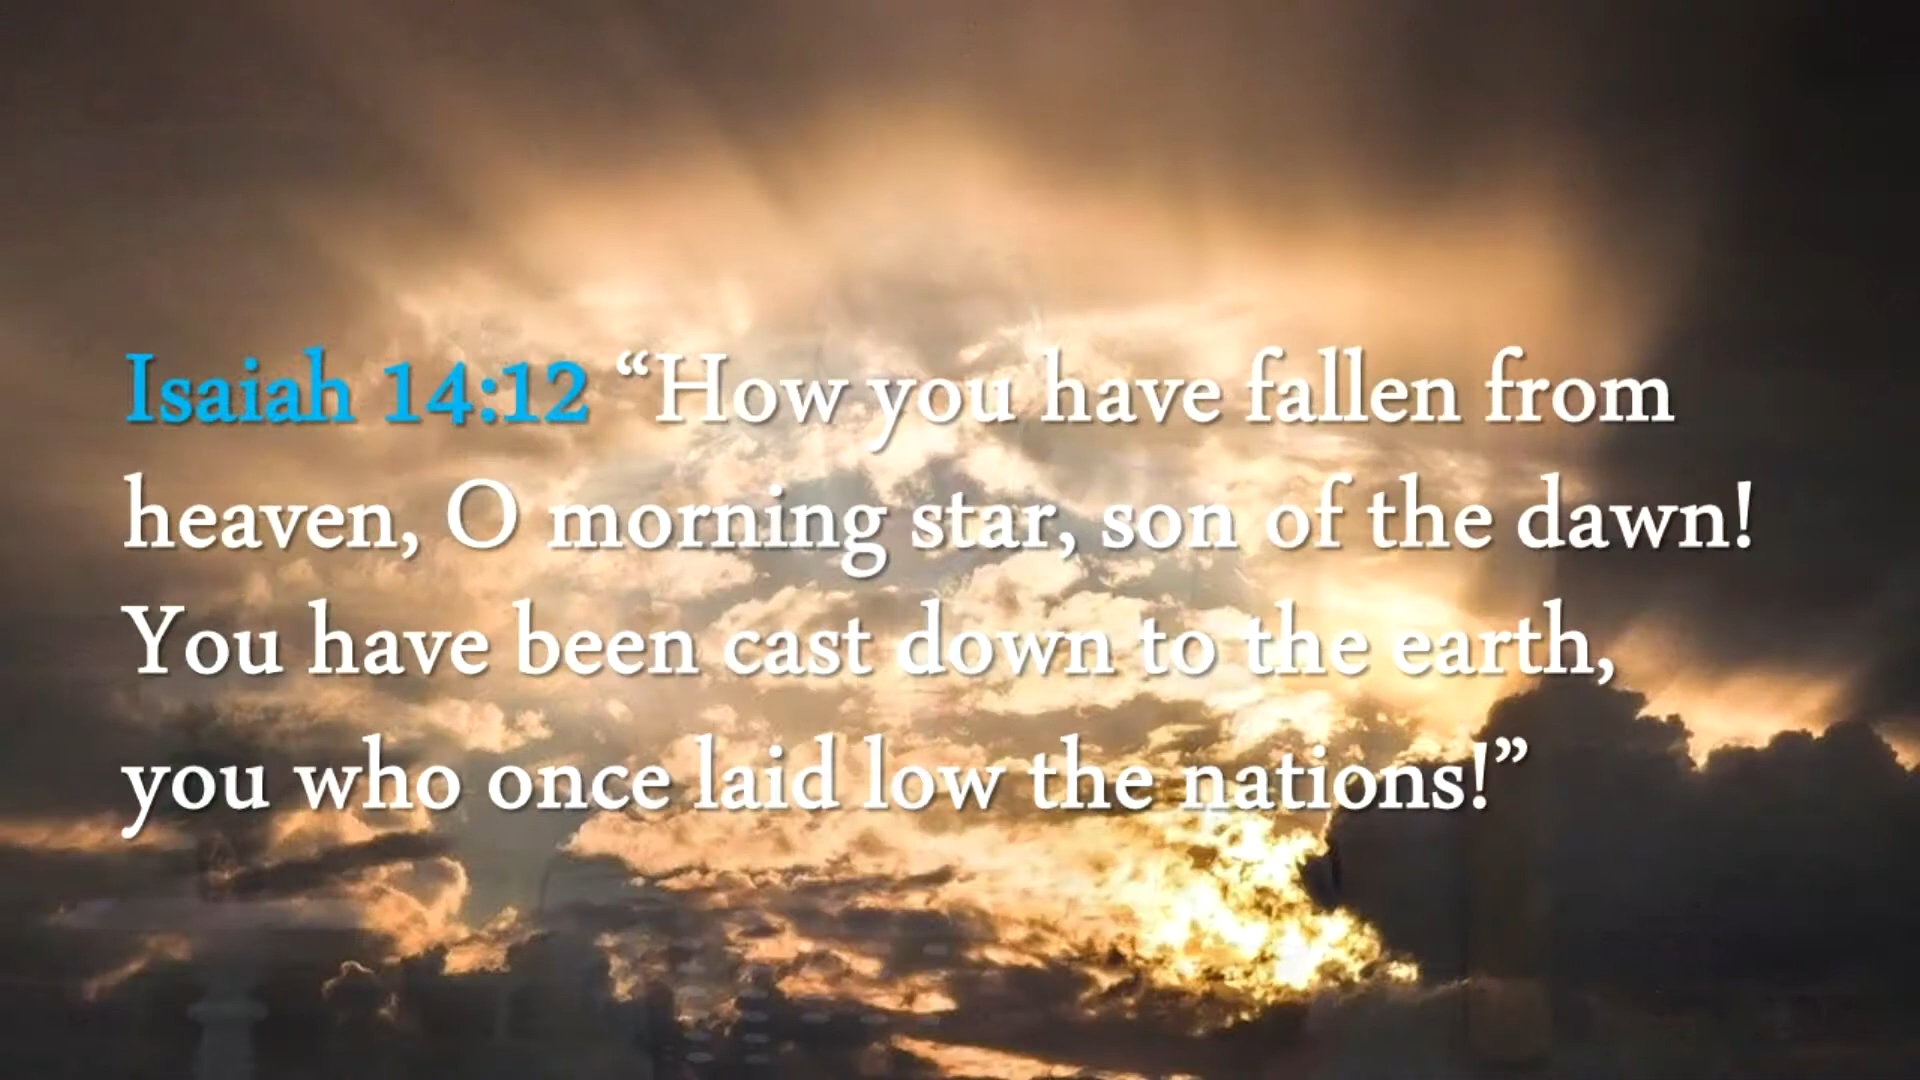 Isaiah 14:12 “How you have fallen from
heaven, O morning star, son of the dawn!
You have been cast down to the earth,
you who once laid low the nations!”